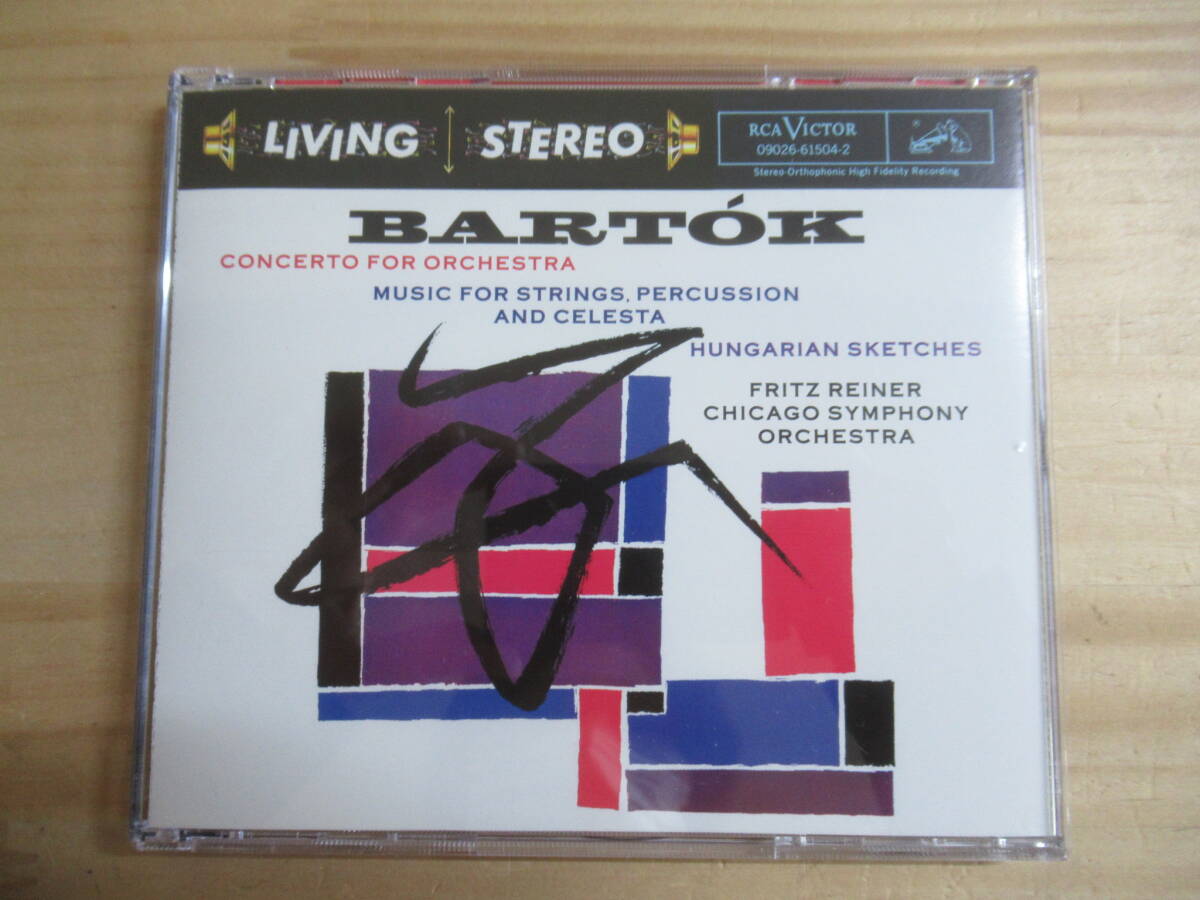 LIVING STEREO
RCA VICTOR
09026-61504-2
Stereo-Orthophonic High Fidelity Recording
BARTÓK
CONCERTO FOR ORCHESTRA
MUSIC FOR STRINGS, PERCUSSION
AND CELESTA
HUNGARIAN SKETCHES
FRITZ REINER
CHICAGO SYMPHONY
ORCHESTRA